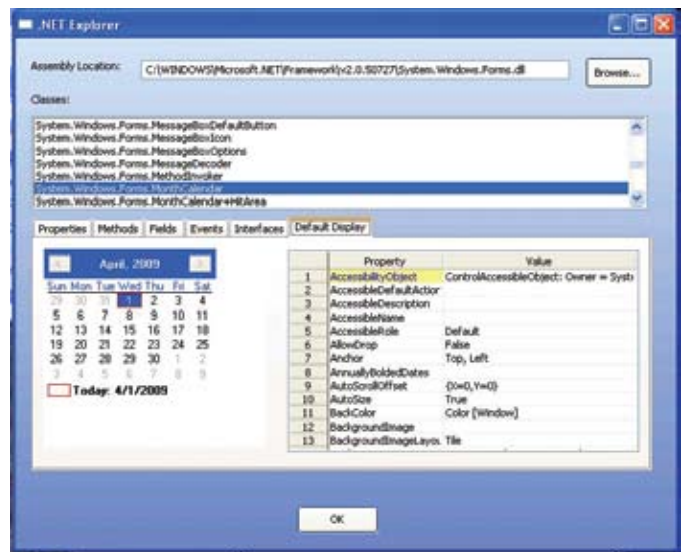 .NET Explorer
Assembly Location:
C:\WINDOWS\Microsoft.NET\Framework\v2.0.50727\System.Windows.Forms.dll
Browse...
Classes:
System.Windows.Forms.MessageBoxDefaultButton
System.Windows.Forms.MessageBoxIcon
System.Windows.Forms.MessageBoxOptions
System.Windows.Forms.MessageDecoder
System.Windows.Forms.MethodInvoker
System.Windows.Forms.MonthCalendar
System.Windows.Forms.MonthCalendar+HitArea
Properties Methods Fields Events Interfaces Default Display
April, 2009
Sun Mon Tue Wed Thu Fri Sat
29 30 31 1 2 3 4
5 6 7 8 9 10 11
12 13 14 15 16 17 18
19 20 21 22 23 24 25
26 27 28 29 30 1 2
3 4 5 6 7 8 9
Today: 4/1/2009
Property Value
1 AccessibilityObject ControlAccessibleObject: Owner = Syste
2 AccessibleDefaultAction
3 AccessibleDescription
4 AccessibleName
5 AccessibleRole Default
6 AllowDrop False
7 Anchor Top, Left
8 AnnuallyBoldedDates
9 AutoScrollOffset {X=0,Y=0}
10 AutoSize True
11 BackColor Color [Window]
12 BackgroundImage
13 BackgroundImageLayou Tile
OK